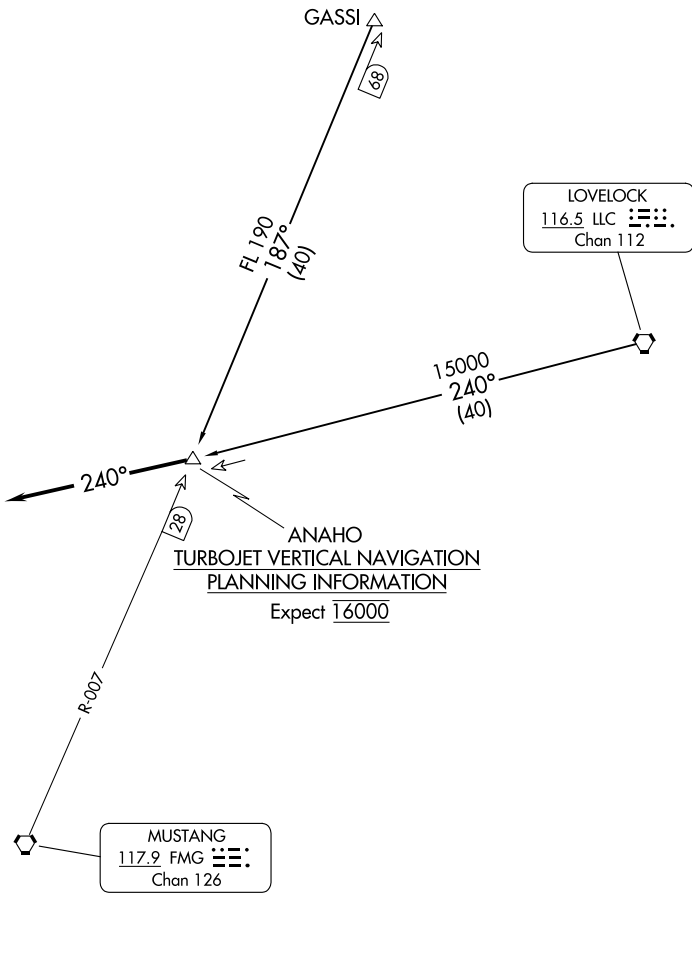 GASSI
68
FL 190
187°
(40)
LOVELOCK
116.5 LLC
Chan 112
15000
240°
(40)
240°
28
ANAHO
TURBOJET VERTICAL NAVIGATION
PLANNING INFORMATION
Expect 16000
R-007
MUSTANG
117.9 FMG
Chan 126